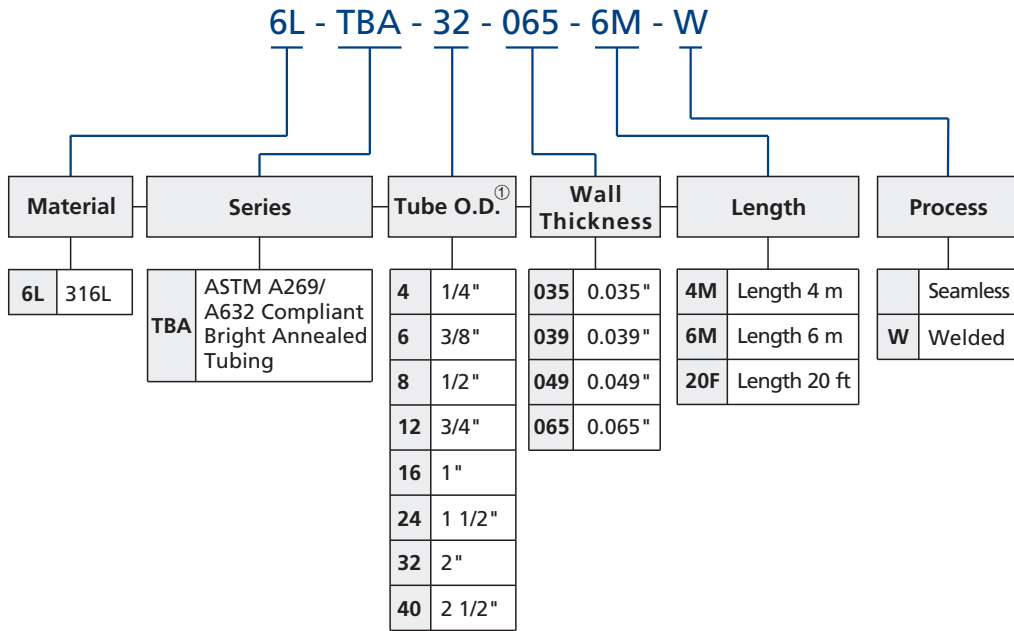 6L - TBA - 32 - 065 - 6M - W
Material
6L 316L
Series
TBA
ASTM A269/
A632 Compliant
Bright Annealed
Tubing
Tube O.D.①
4 1/4"
6 3/8"
8 1/2"
12 3/4"
16 1"
24 1 1/2"
32 2"
40 2 1/2"
Wall
Thickness
035 0.035"
039 0.039"
049 0.049"
065 0.065"
Length
4M Length 4 m
6M Length 6 m
20F Length 20 ft
Process
Seamless
W Welded